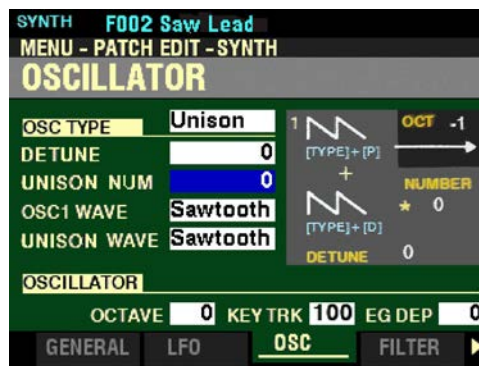 SYNTH F002 Saw Lead
MENU - PATCH EDIT - SYNTH
OSCILLATOR
OSC TYPE Unison
DETUNE 0
UNISON NUM 0
OSC1 WAVE Sawtooth
UNISON WAVE Sawtooth
1 OCT -1
[TYPE]+[P]
+
NUMBER
* 0
[TYPE]+[D]
DETUNE 0
OSCILLATOR
OCTAVE 0 KEY TRK 100 EG DEP 0
GENERAL LFO OSC FILTER